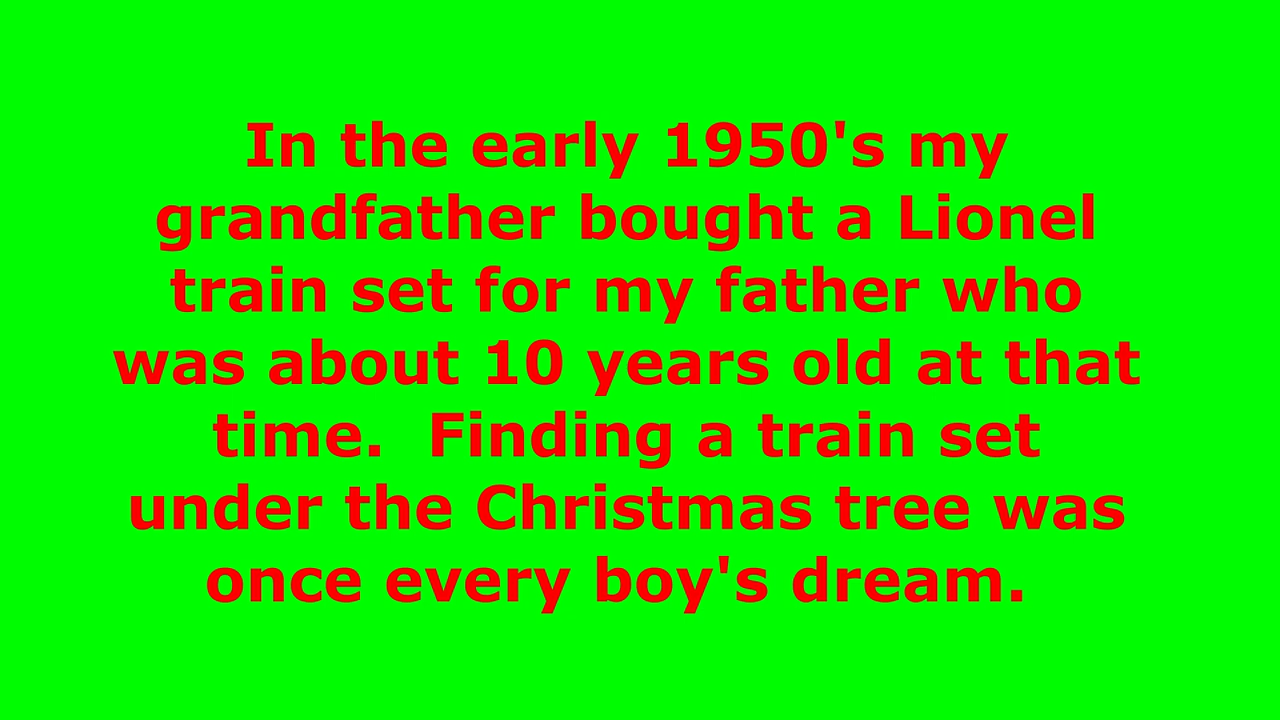 In the early 1950's my
grandfather bought a Lionel
train set for my father who
was about 10 years old at that
time.  Finding a train set
under the Christmas tree was
once every boy's dream.